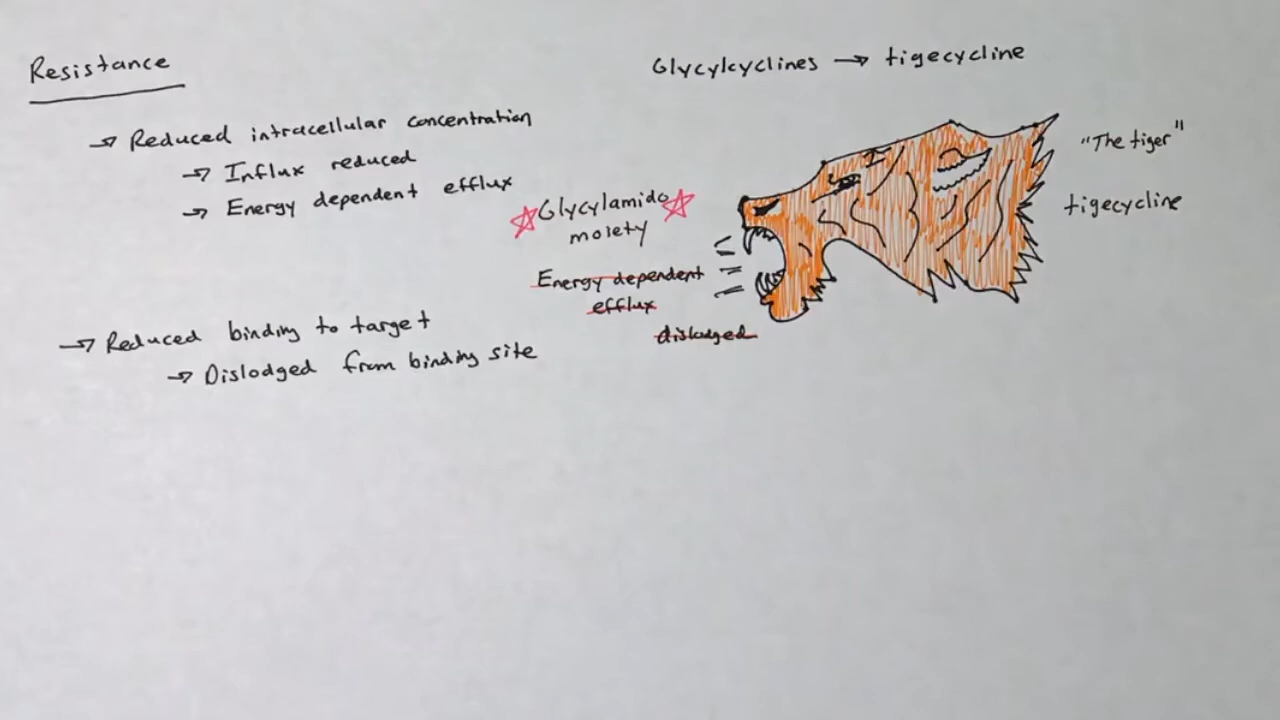 Resistance
→ Reduced intracellular concentration
→ Influx reduced
→ Energy dependent efflux
→ Reduced binding to target
→ Dislodged from binding site
Glycylcyclines → tigecycline
"The tiger"
tigecycline
Glycylamido
moiety
Energy dependent
efflux
dislodged